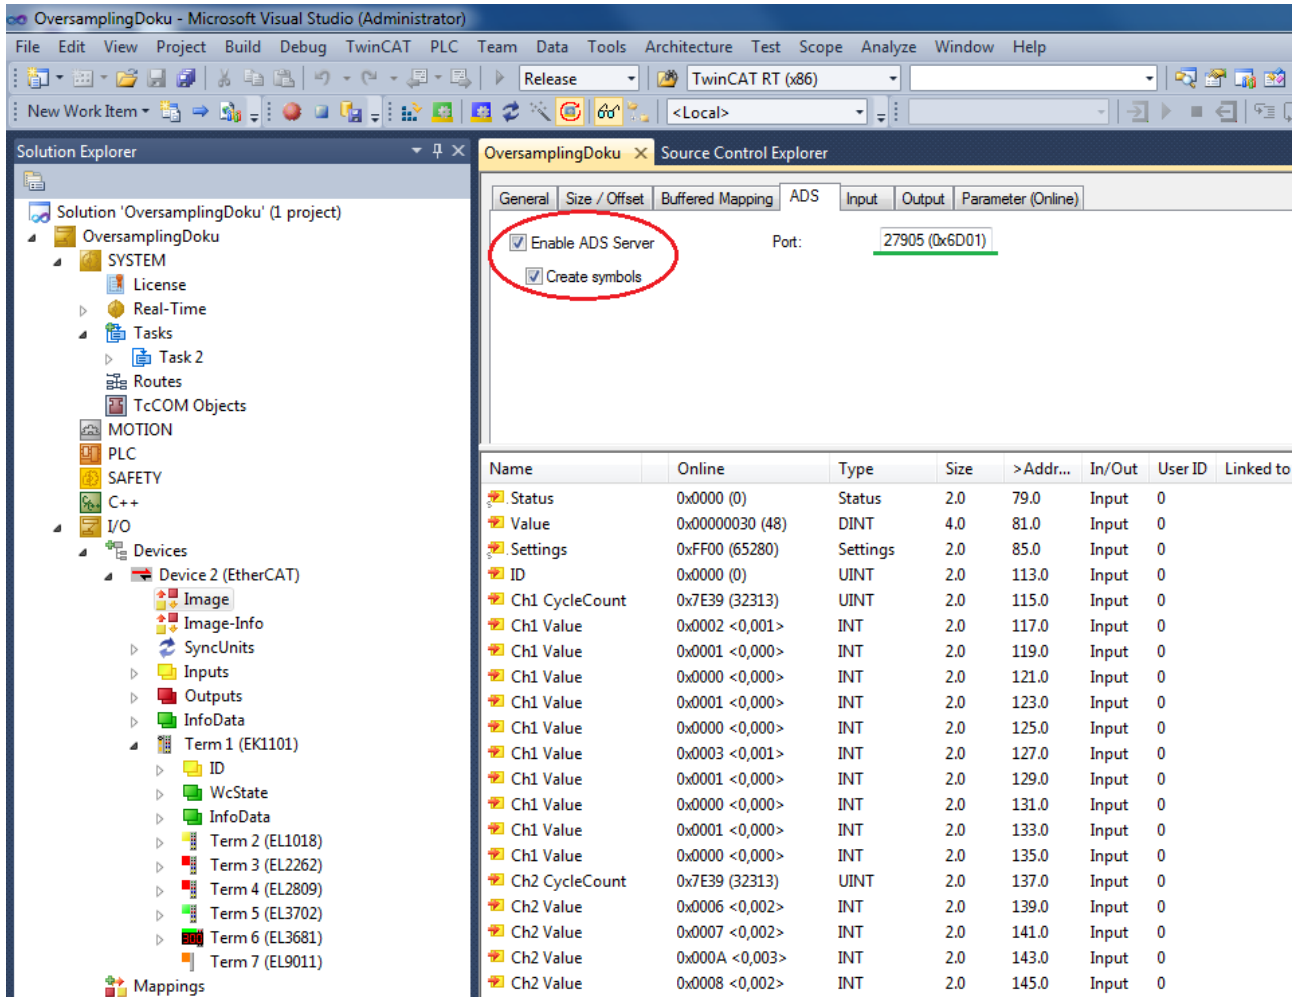 OversamplingDoku - Microsoft Visual Studio (Administrator)
File Edit View Project Build Debug TwinCAT PLC Team Data Tools Architecture Test Scope Analyze Window Help
Release TwinCAT RT (x86)
New Work Item <Local>
Solution Explorer
Solution 'OversamplingDoku' (1 project)
OversamplingDoku
SYSTEM
License
Real-Time
Tasks
Task 2
Routes
TcCOM Objects
MOTION
PLC
SAFETY
C++
I/O
Devices
Device 2 (EtherCAT)
Image
Image-Info
SyncUnits
Inputs
Outputs
InfoData
Term 1 (EK1101)
ID
WcState
InfoData
Term 2 (EL1018)
Term 3 (EL2262)
Term 4 (EL2809)
Term 5 (EL3702)
Term 6 (EL3681)
Term 7 (EL9011)
Mappings
OversamplingDoku Source Control Explorer
General Size / Offset Buffered Mapping ADS Input Output Parameter (Online)
Enable ADS Server Port: 27905 (0x6D01)
Create symbols
Name Online Type Size >Addr... In/Out User ID Linked to
Status 0x0000 (0) Status 2.0 79.0 Input 0
Value 0x00000030 (48) DINT 4.0 81.0 Input 0
Settings 0xFF00 (65280) Settings 2.0 85.0 Input 0
ID 0x0000 (0) UINT 2.0 113.0 Input 0
Ch1 CycleCount 0x7E39 (32313) UINT 2.0 115.0 Input 0
Ch1 Value 0x0002 <0,001> INT 2.0 117.0 Input 0
Ch1 Value 0x0001 <0,000> INT 2.0 119.0 Input 0
Ch1 Value 0x0000 <0,000> INT 2.0 121.0 Input 0
Ch1 Value 0x0001 <0,000> INT 2.0 123.0 Input 0
Ch1 Value 0x0000 <0,000> INT 2.0 125.0 Input 0
Ch1 Value 0x0003 <0,001> INT 2.0 127.0 Input 0
Ch1 Value 0x0001 <0,000> INT 2.0 129.0 Input 0
Ch1 Value 0x0000 <0,000> INT 2.0 131.0 Input 0
Ch1 Value 0x0001 <0,000> INT 2.0 133.0 Input 0
Ch1 Value 0x0000 <0,000> INT 2.0 135.0 Input 0
Ch2 CycleCount 0x7E39 (32313) UINT 2.0 137.0 Input 0
Ch2 Value 0x0006 <0,002> INT 2.0 139.0 Input 0
Ch2 Value 0x0007 <0,002> INT 2.0 141.0 Input 0
Ch2 Value 0x000A <0,003> INT 2.0 143.0 Input 0
Ch2 Value 0x0008 <0,002> INT 2.0 145.0 Input 0